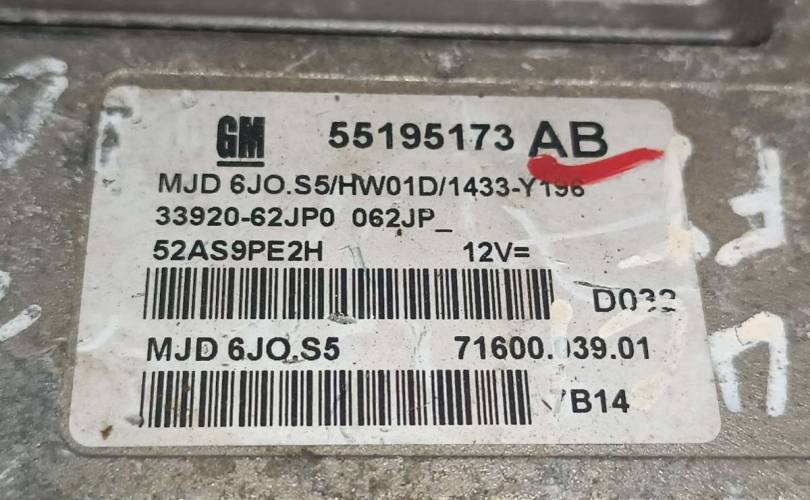 GM 55195173 AB
MJD 6JO.S5/HW01D/1433-Y196
33920-62JP0 062JP_
52AS9PE2H 12V=
D032
MJD 6JO.S5 71600.039.01
7B14